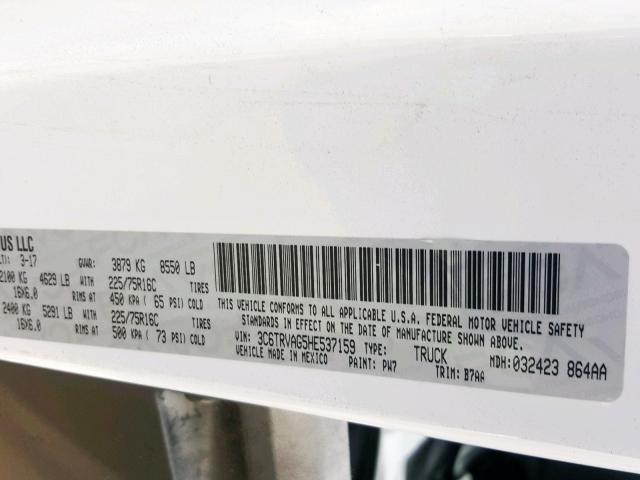 US LLC
3-17 GVWR: 3879 KG 8550 LB
2100 KG 4629 LB WITH 225/75R16C TIRES
16X6.0 RIMS AT 450 KPA ( 65 PSI) COLD
2400 KG 5291 LB WITH 225/75R16C TIRES
16X6.0 RIMS AT 500 KPA ( 73 PSI) COLD
THIS VEHICLE CONFORMS TO ALL APPLICABLE U.S.A. FEDERAL MOTOR VEHICLE SAFETY
STANDARDS IN EFFECT ON THE DATE OF MANUFACTURE SHOWN ABOVE.
VIN: 3C6TRVAG5HE537159 TYPE: TRUCK MDH: 032423 864AA
VEHICLE MADE IN MEXICO PAINT: PW7 TRIM: B7AA